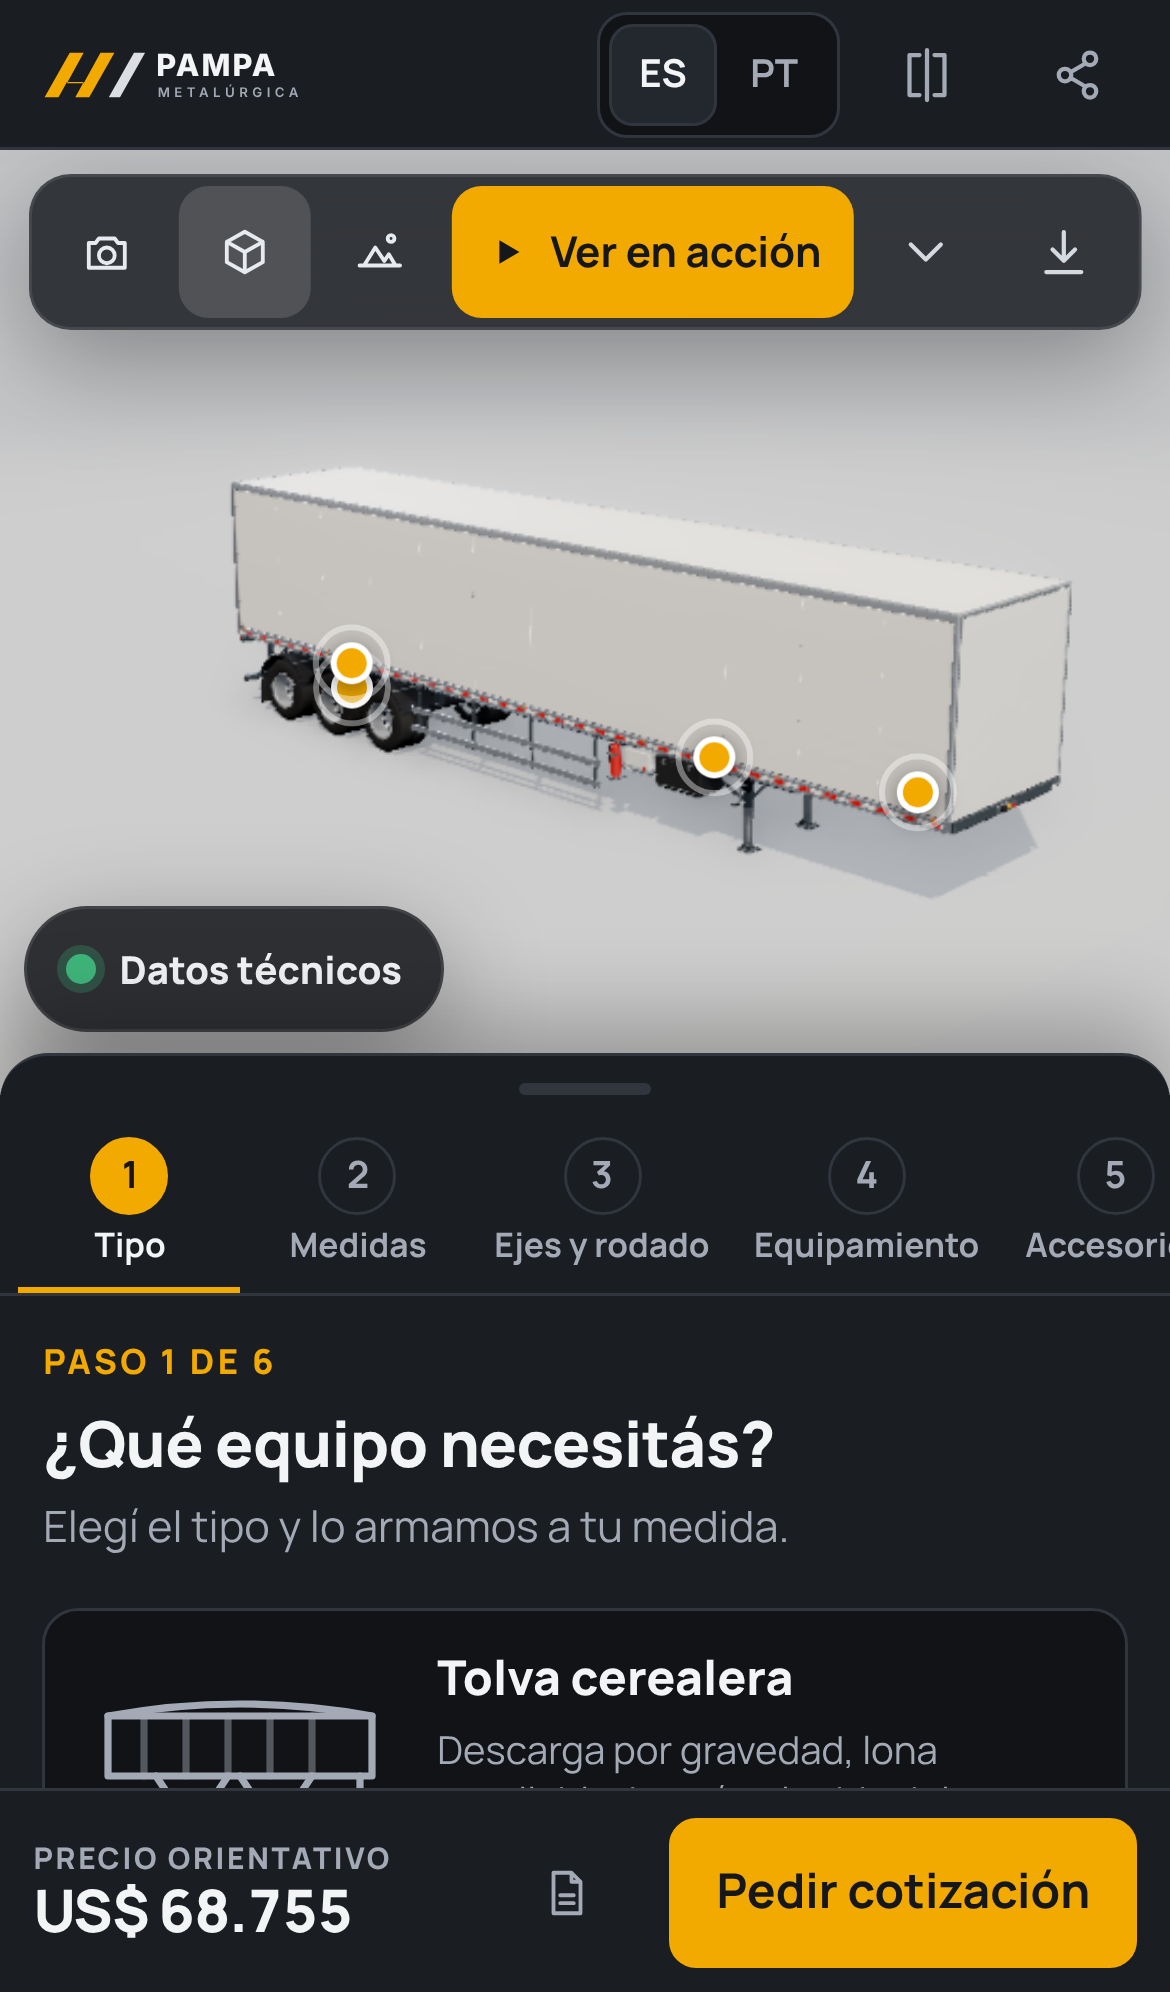 PAMPA
METALÚRGICA
ES
PT
Ver en acción
Datos técnicos
1
2
3
4
5
Tipo
Medidas
Ejes y rodado
Equipamiento
PASO 1 DE 6
¿Qué equipo necesitás?
Elegí el tipo y lo armamos a tu medida.
Tolva cerealera
Descarga por gravedad, lona
PRECIO ORIENTATIVO
US$ 68.755
Pedir cotización